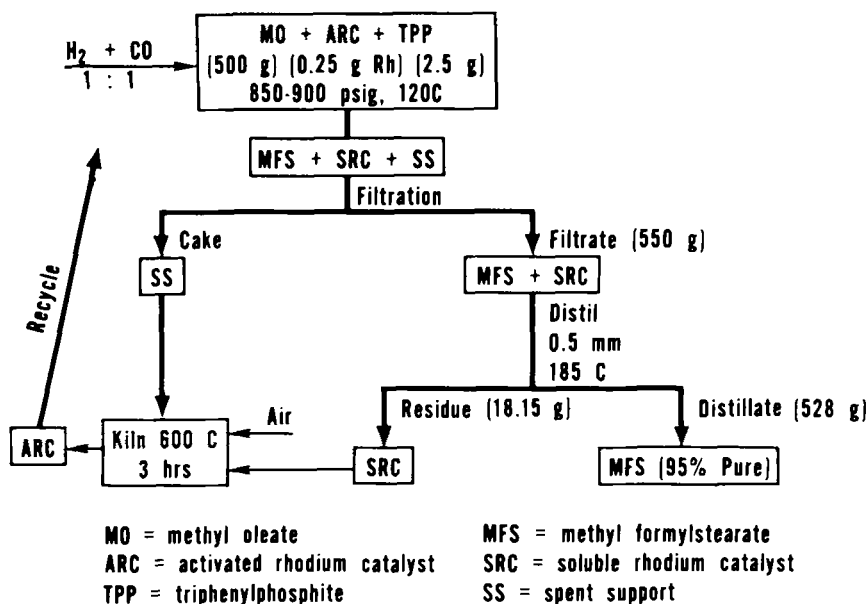 H2 + CO
1 : 1
MO + ARC + TPP
(500 g) (0.25 g Rh) (2.5 g)
850-900 psig, 120C
MFS + SRC + SS
Filtration
Cake
Filtrate (550 g)
SS
MFS + SRC
Recycle
Distil
0.5 mm
185 C
Residue (18.15 g)
Distillate (528 g)
Air
ARC
Kiln 600 C
3 hrs
SRC
MFS (95% Pure)
MO = methyl oleate
ARC = activated rhodium catalyst
TPP = triphenylphosphite
MFS = methyl formylstearate
SRC = soluble rhodium catalyst
SS = spent support